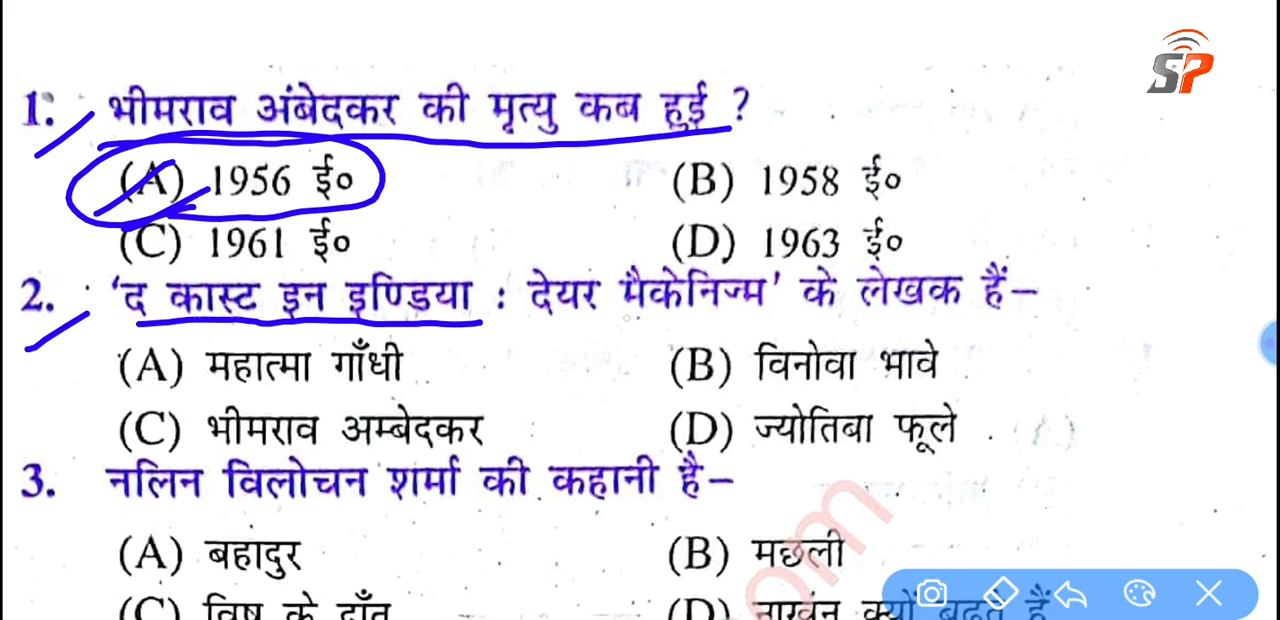 SP
1. भीमराव अंबेदकर की मृत्यु कब हुई ?
(A) 1956 ई० (B) 1958 ई०
(C) 1961 ई० (D) 1963 ई०
2. 'द कास्ट इन इण्डिया : देयर मैकेनिज्म' के लेखक हैं–
(A) महात्मा गाँधी (B) विनोवा भावे
(C) भीमराव अम्बेदकर (D) ज्योतिबा फूले
3. नलिन विलोचन शर्मा की कहानी है–
(A) बहादुर (B) मछली
(C) विष के दाँत (D) नाखून क्यों बढ़ते हैं